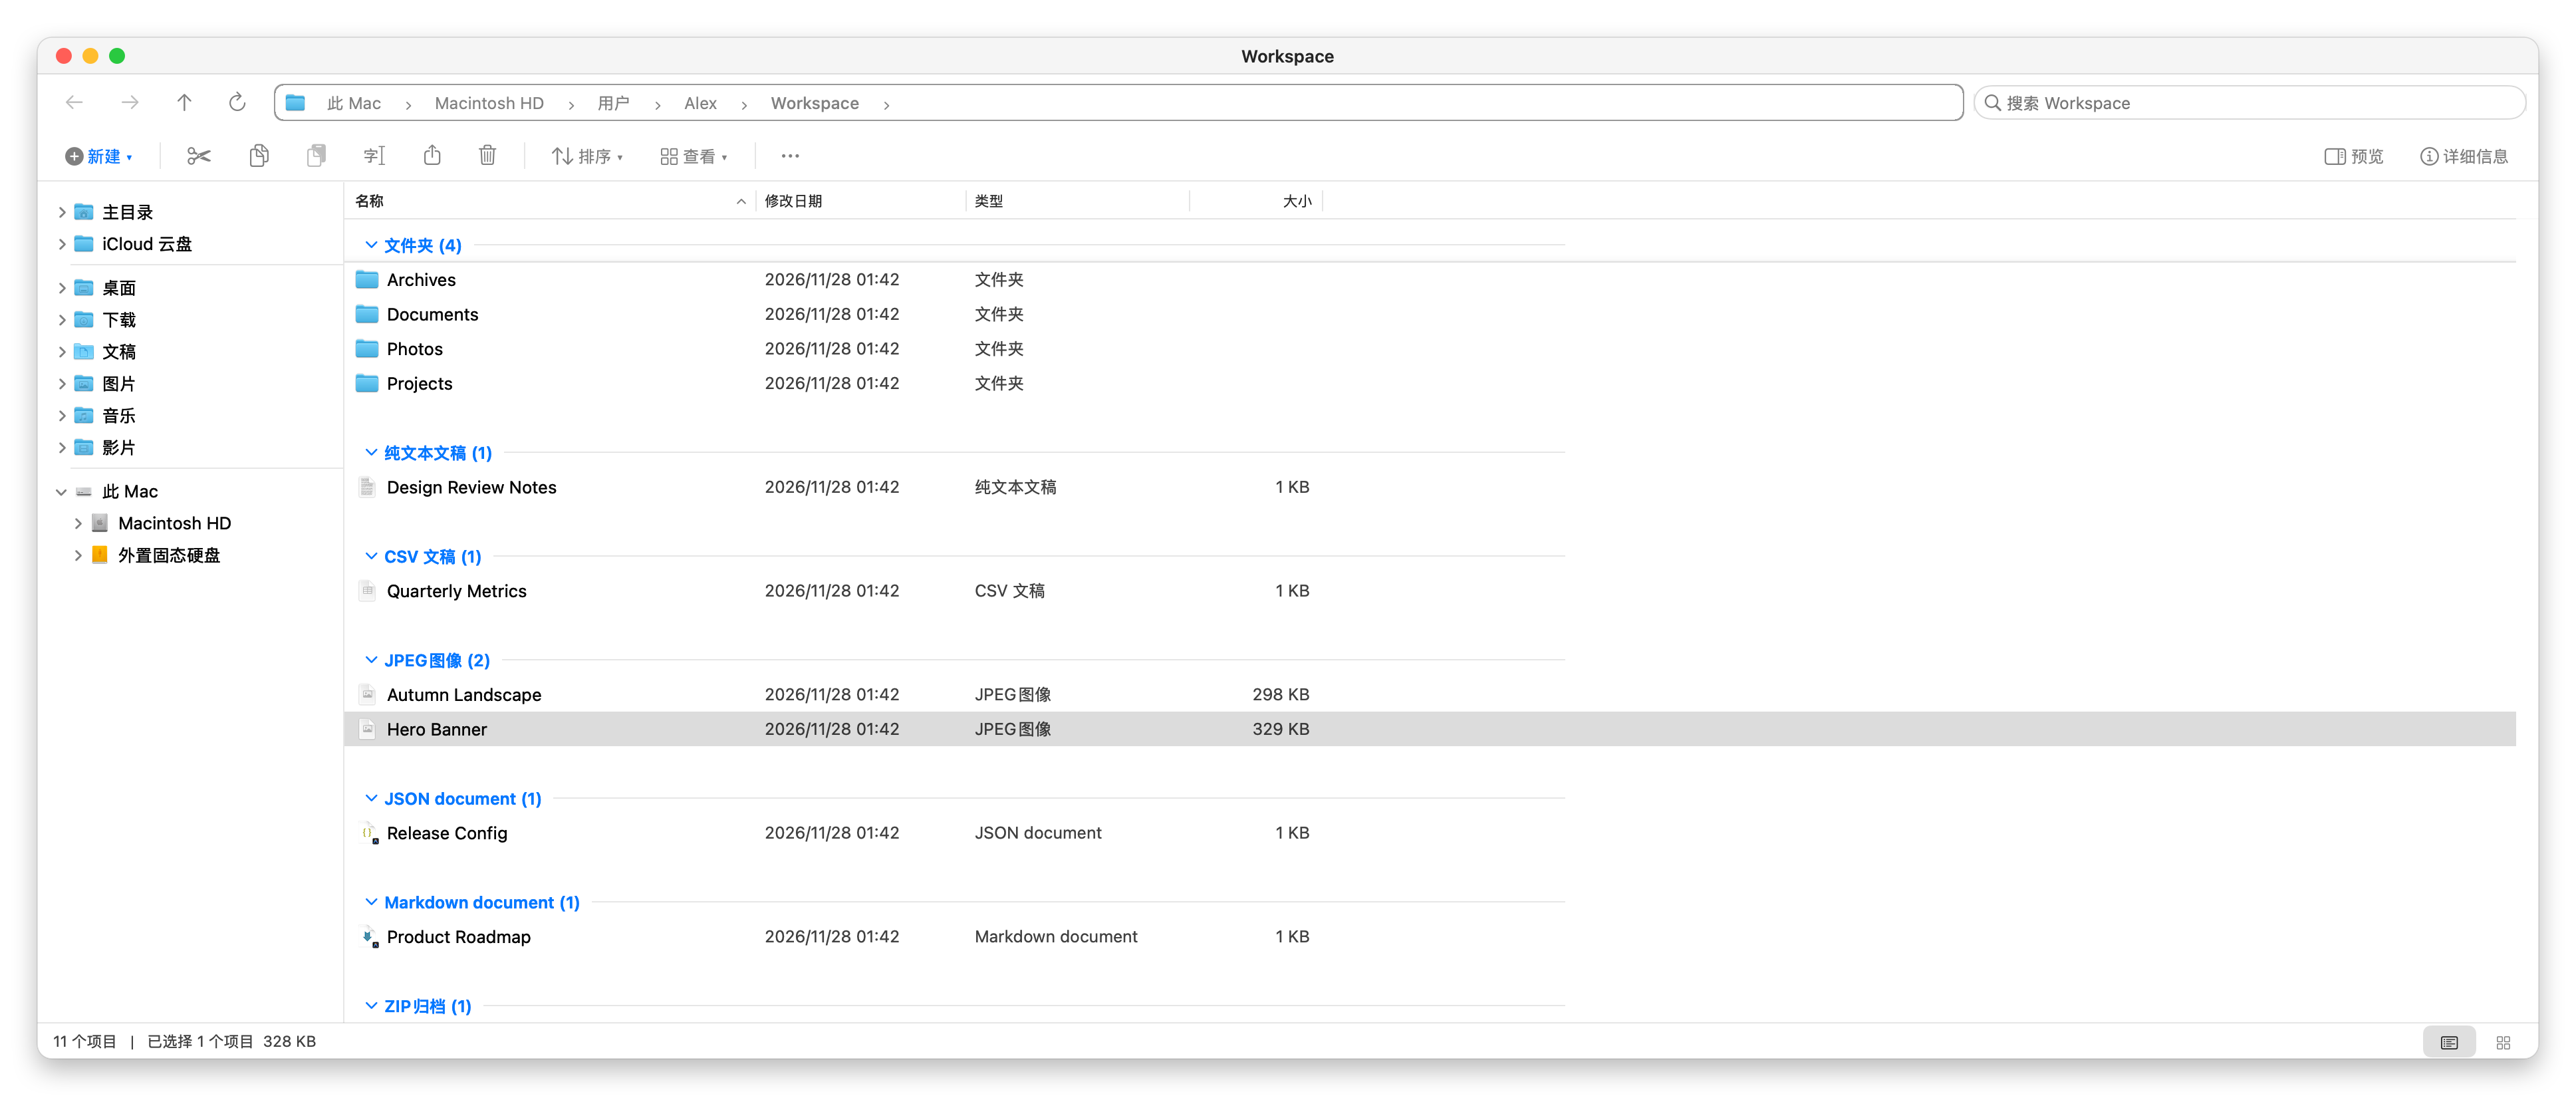 Workspace
此 Mac › Macintosh HD › 用户 › Alex › Workspace ›
搜索 Workspace
新建
字
排序
查看
预览
详细信息
主目录
iCloud 云盘
桌面
下载
文稿
图片
音乐
影片
此 Mac
Macintosh HD
外置固态硬盘
名称 修改日期 类型 大小
文件夹 (4)
Archives 2026/11/28 01:42 文件夹
Documents 2026/11/28 01:42 文件夹
Photos 2026/11/28 01:42 文件夹
Projects 2026/11/28 01:42 文件夹
纯文本文稿 (1)
Design Review Notes 2026/11/28 01:42 纯文本文稿 1 KB
CSV 文稿 (1)
Quarterly Metrics 2026/11/28 01:42 CSV 文稿 1 KB
JPEG图像 (2)
Autumn Landscape 2026/11/28 01:42 JPEG图像 298 KB
Hero Banner 2026/11/28 01:42 JPEG图像 329 KB
JSON document (1)
Release Config 2026/11/28 01:42 JSON document 1 KB
Markdown document (1)
Product Roadmap 2026/11/28 01:42 Markdown document 1 KB
ZIP归档 (1)
11 个项目 | 已选择 1 个项目 328 KB